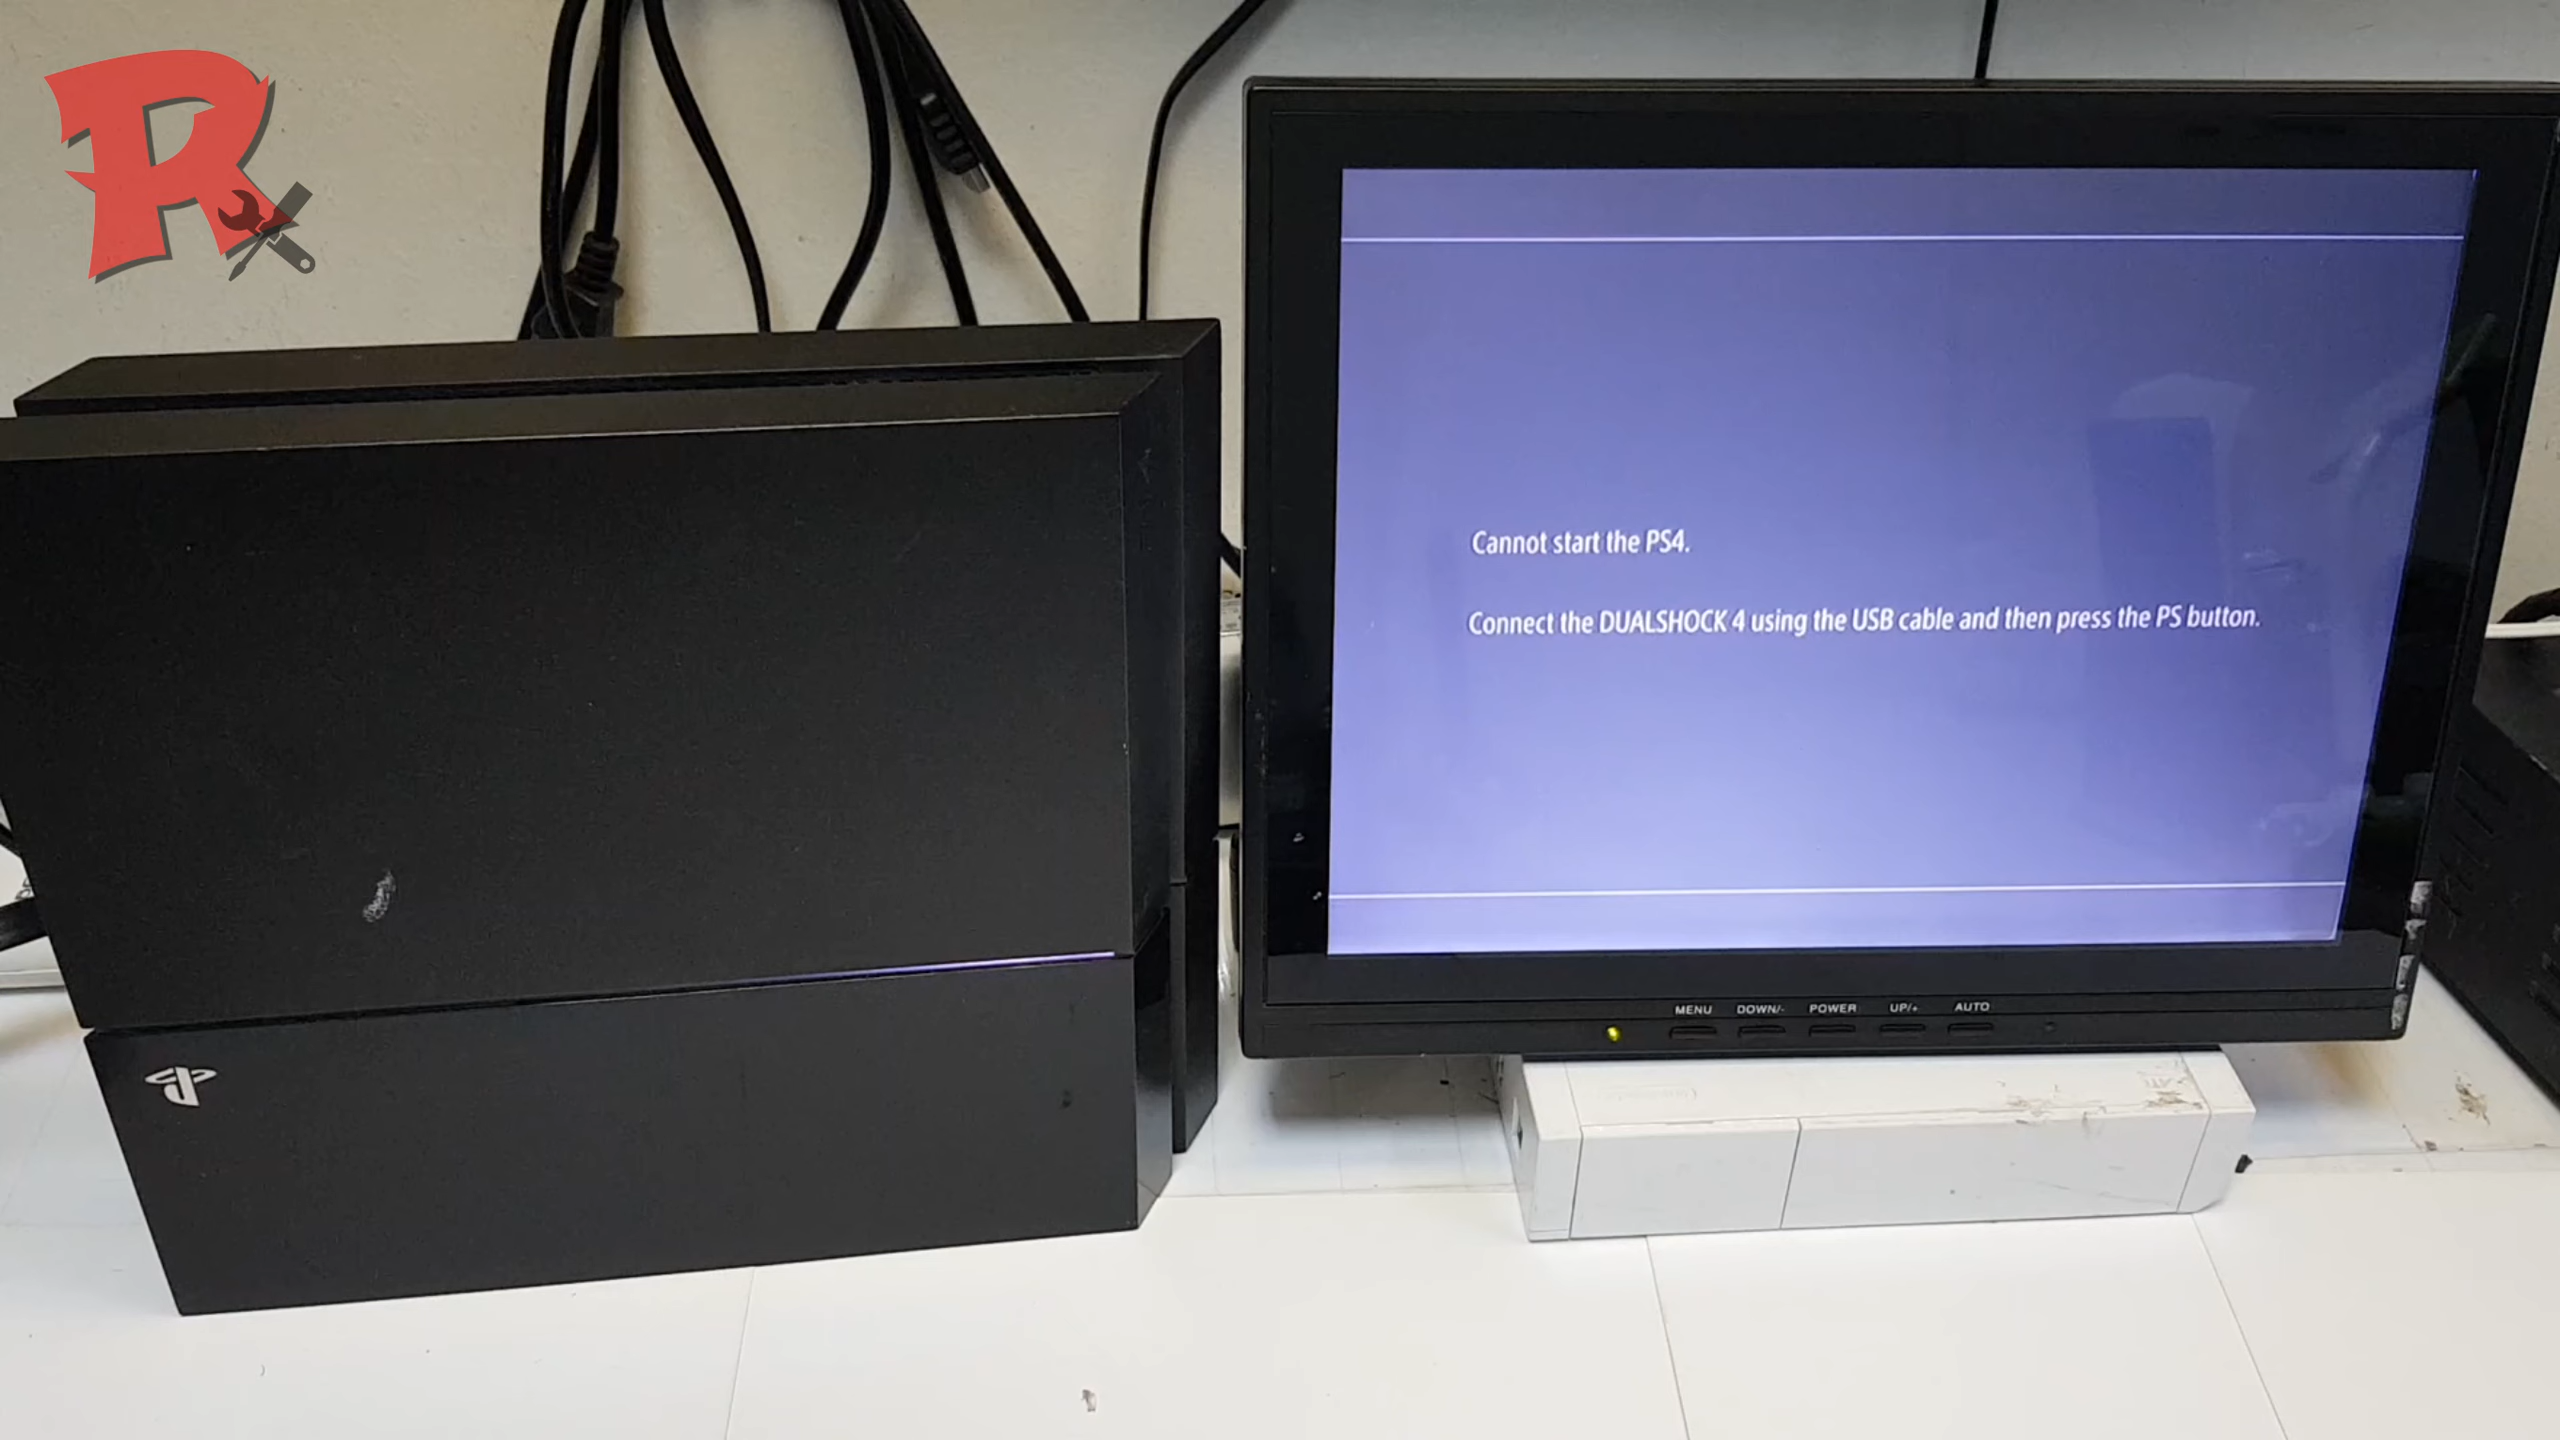 R
Cannot start the PS4.
Connect the DUALSHOCK 4 using the USB cable and then press the PS button.
MENU DOWN/- POWER UP/+ AUTO